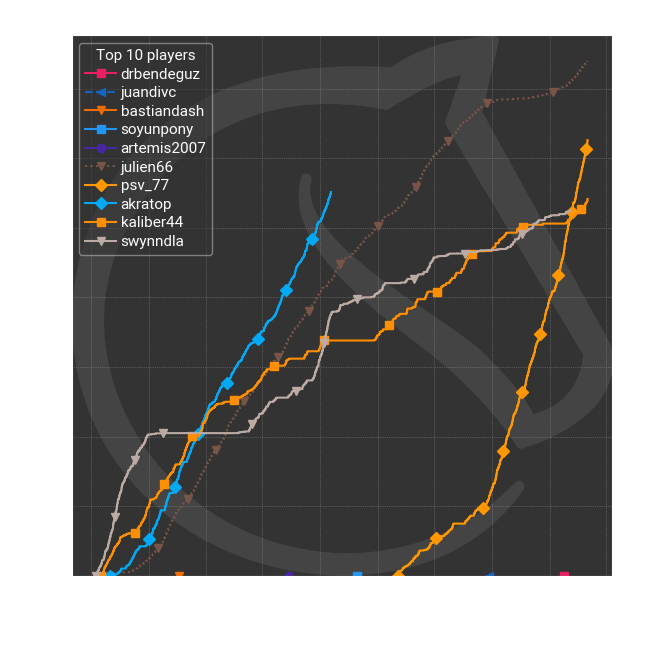 Top 10 players
drbendeguz
juandivc
bastiandash
soyunpony
artemis2007
julien66
psv_77
akratop
kaliber44
swynndla